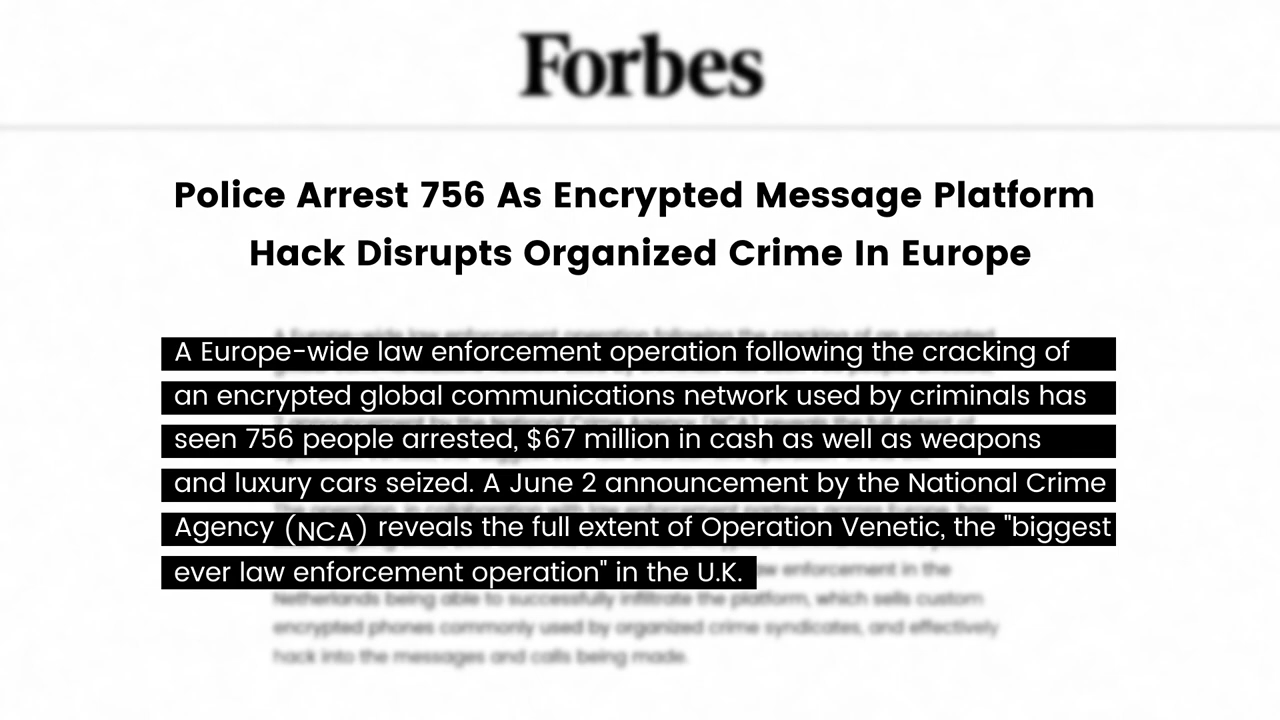 Forbes
Police Arrest 756 As Encrypted Message Platform
Hack Disrupts Organized Crime In Europe
A Europe-wide law enforcement operation following the cracking of
an encrypted global communications network used by criminals has
seen 756 people arrested, $67 million in cash as well as weapons
and luxury cars seized. A June 2 announcement by the National Crime
Agency (NCA) reveals the full extent of Operation Venetic, the "biggest
ever law enforcement operation" in the U.K.
law enforcement in the
Netherlands being able to successfully infiltrate the platform, which sells custom
encrypted phones commonly used by organized crime syndicates, and effectively
hack into the messages and calls being made.